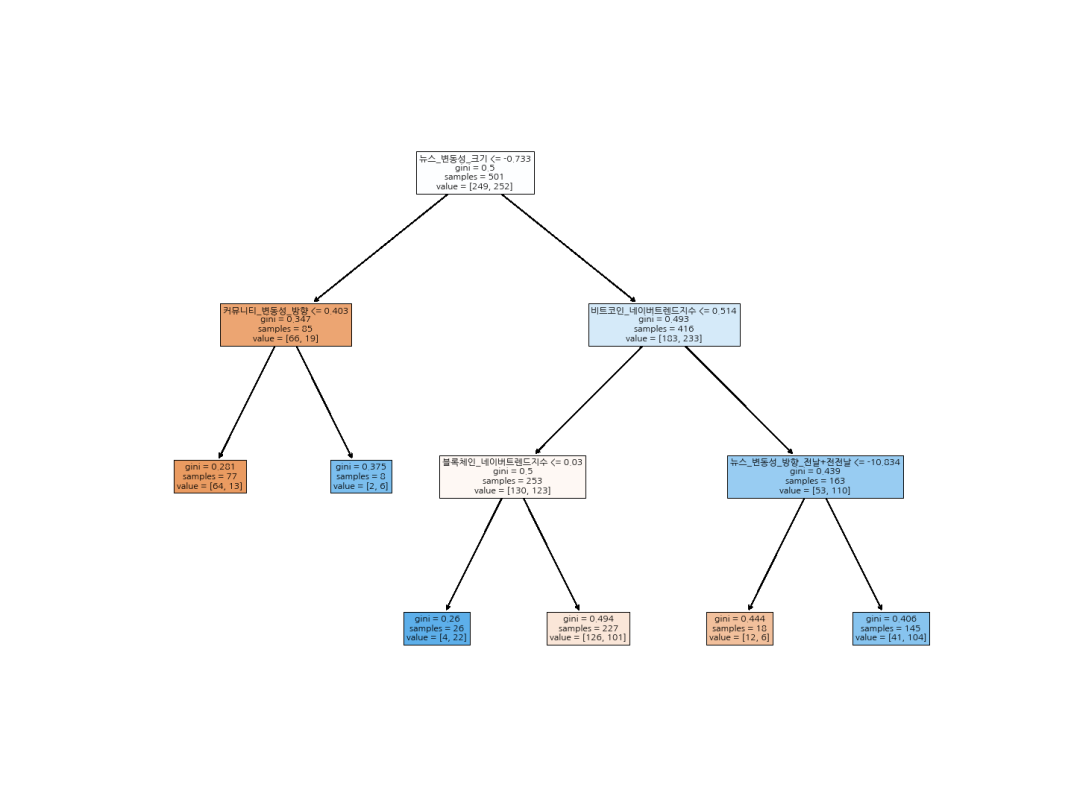 뉴스_변동성_크기 <= -0.733
gini = 0.5
samples = 501
value = [249, 252]
커뮤니티_변동성_방향 <= 0.403
gini = 0.347
samples = 85
value = [66, 19]
비트코인_네이버트렌드지수 <= 0.514
gini = 0.493
samples = 416
value = [183, 233]
gini = 0.281
samples = 77
value = [64, 13]
gini = 0.375
samples = 8
value = [2, 6]
블록체인_네이버트렌드지수 <= 0.03
gini = 0.5
samples = 253
value = [130, 123]
뉴스_변동성_방향_전날+전전날 <= -10.834
gini = 0.439
samples = 163
value = [53, 110]
gini = 0.26
samples = 26
value = [4, 22]
gini = 0.494
samples = 227
value = [126, 101]
gini = 0.444
samples = 18
value = [12, 6]
gini = 0.406
samples = 145
value = [41, 104]